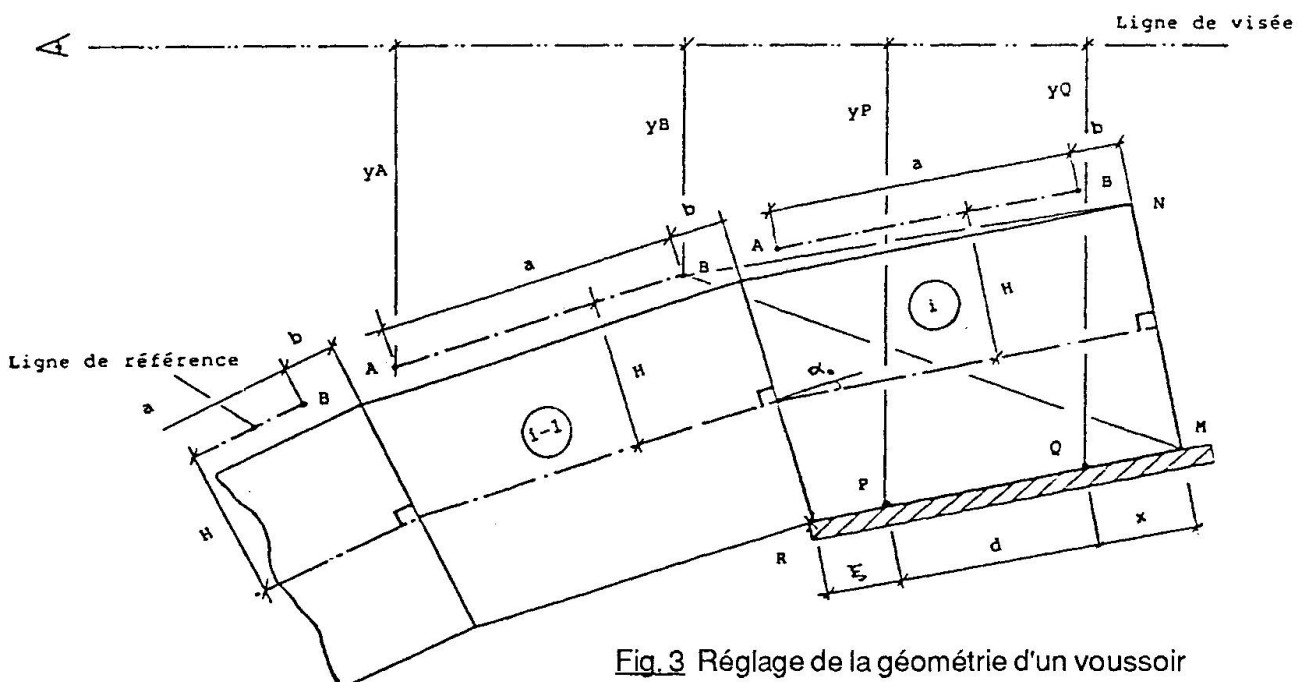 Ligne de visée
yA
yB
yP
yQ
b
a
B
N
A
b
a
B
H
i
Ligne de référence
b
a
B
A
H
α₀
i-1
M
Q
P
H
R
ξ
d
x
Fig. 3 Réglage de la géométrie d'un voussoir